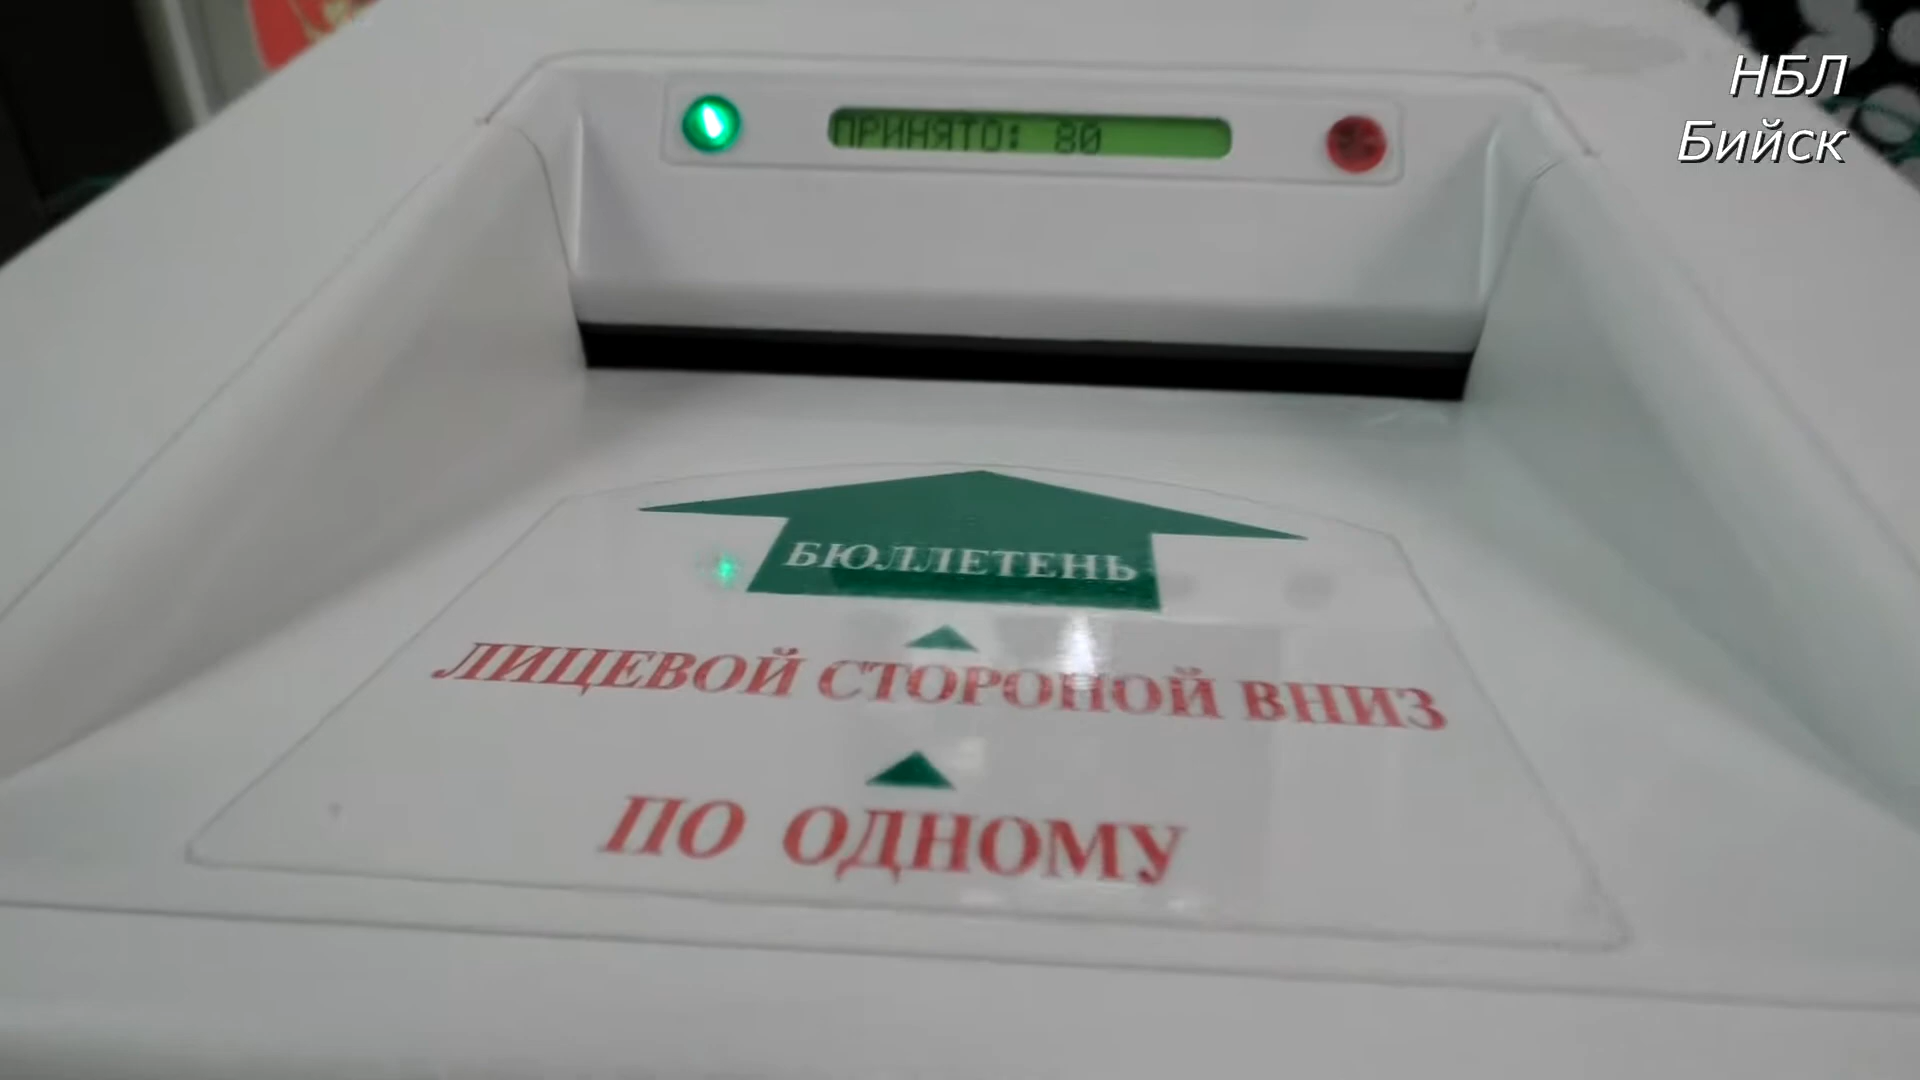 НБЛ
Бийск
ПРИНЯТО: 80
БЮЛЛЕТЕНЬ
ЛИЦЕВОЙ СТОРОНОЙ ВНИЗ
ПО ОДНОМУ